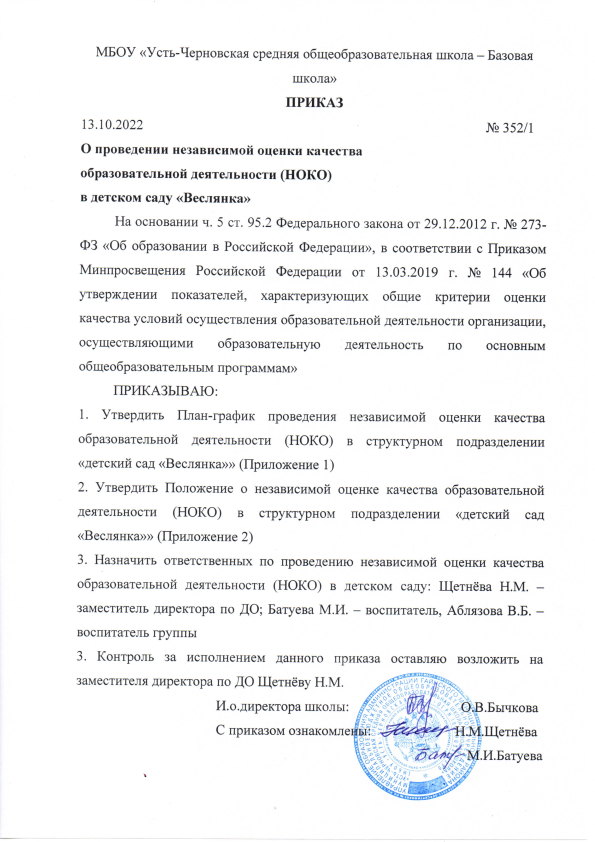 МБОУ «Усть-Черновская средняя общеобразовательная школа – Базовая
школа»
ПРИКАЗ
13.10.2022 № 352/1
О проведении независимой оценки качества
образовательной деятельности (НОКО)
в детском саду «Веслянка»
На основании ч. 5 ст. 95.2 Федерального закона от 29.12.2012 г. № 273-
ФЗ «Об образовании в Российской Федерации», в соответствии с Приказом
Минпросвещения Российской Федерации от 13.03.2019 г. № 144 «Об
утверждении показателей, характеризующих общие критерии оценки
качества условий осуществления образовательной деятельности организации,
осуществляющими образовательную деятельность по основным
общеобразовательным программам»
ПРИКАЗЫВАЮ:
1. Утвердить План-график проведения независимой оценки качества
образовательной деятельности (НОКО) в структурном подразделении
«детский сад «Веслянка»» (Приложение 1)
2. Утвердить Положение о независимой оценке качества образовательной
деятельности (НОКО) в структурном подразделении «детский сад
«Веслянка»» (Приложение 2)
3. Назначить ответственных по проведению независимой оценки качества
образовательной деятельности (НОКО) в детском саду: Щетнёва Н.М. –
заместитель директора по ДО; Батуева М.И. – воспитатель, Аблязова В.Б. –
воспитатель группы
3. Контроль за исполнением данного приказа оставляю возложить на
заместителя директора по ДО Щетнёву Н.М.
И.о.директора школы: О.В.Бычкова
С приказом ознакомлены: Н.М.Щетнёва
М.И.Батуева